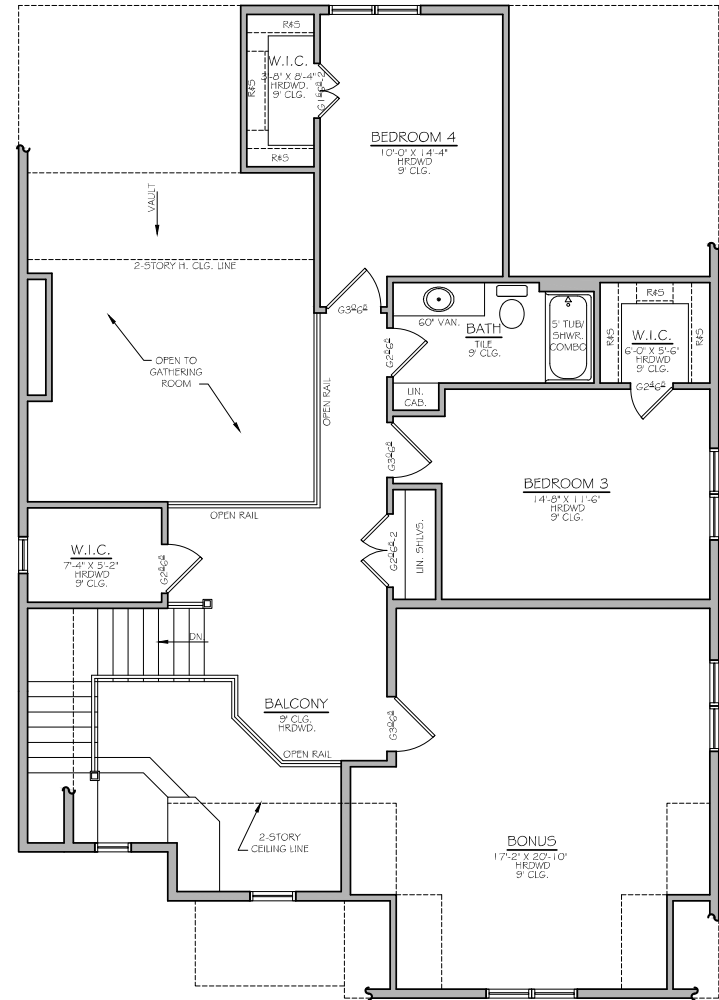 R&S
W.I.C.
HRDWD.
9' CLG.
R&S
R&S
BEDROOM 4
10'-0" X 14'-4"
HRDWD
9' CLG.
VAULT
2-STORY H. CLG. LINE
OPEN TO
GATHERING
ROOM
OPEN RAIL
OPEN RAIL
60" VAN.
BATH
TILE
9' CLG.
5' TUB/
SHWR.
COMBO
R&S
R&S
R&S
W.I.C.
6'-0" X 5'-6"
HRDWD
9' CLG.
LIN.
CAB.
BEDROOM 3
14'-8" X 11'-6"
HRDWD
9' CLG.
LIN. SHLVS.
W.I.C.
7'-4" X 5'-2"
HRDWD
9' CLG.
DN
BALCONY
9' CLG.
HRDWD.
OPEN RAIL
2-STORY
CEILING LINE
BONUS
17'-2" X 20'-10"
HRDWD
9' CLG.